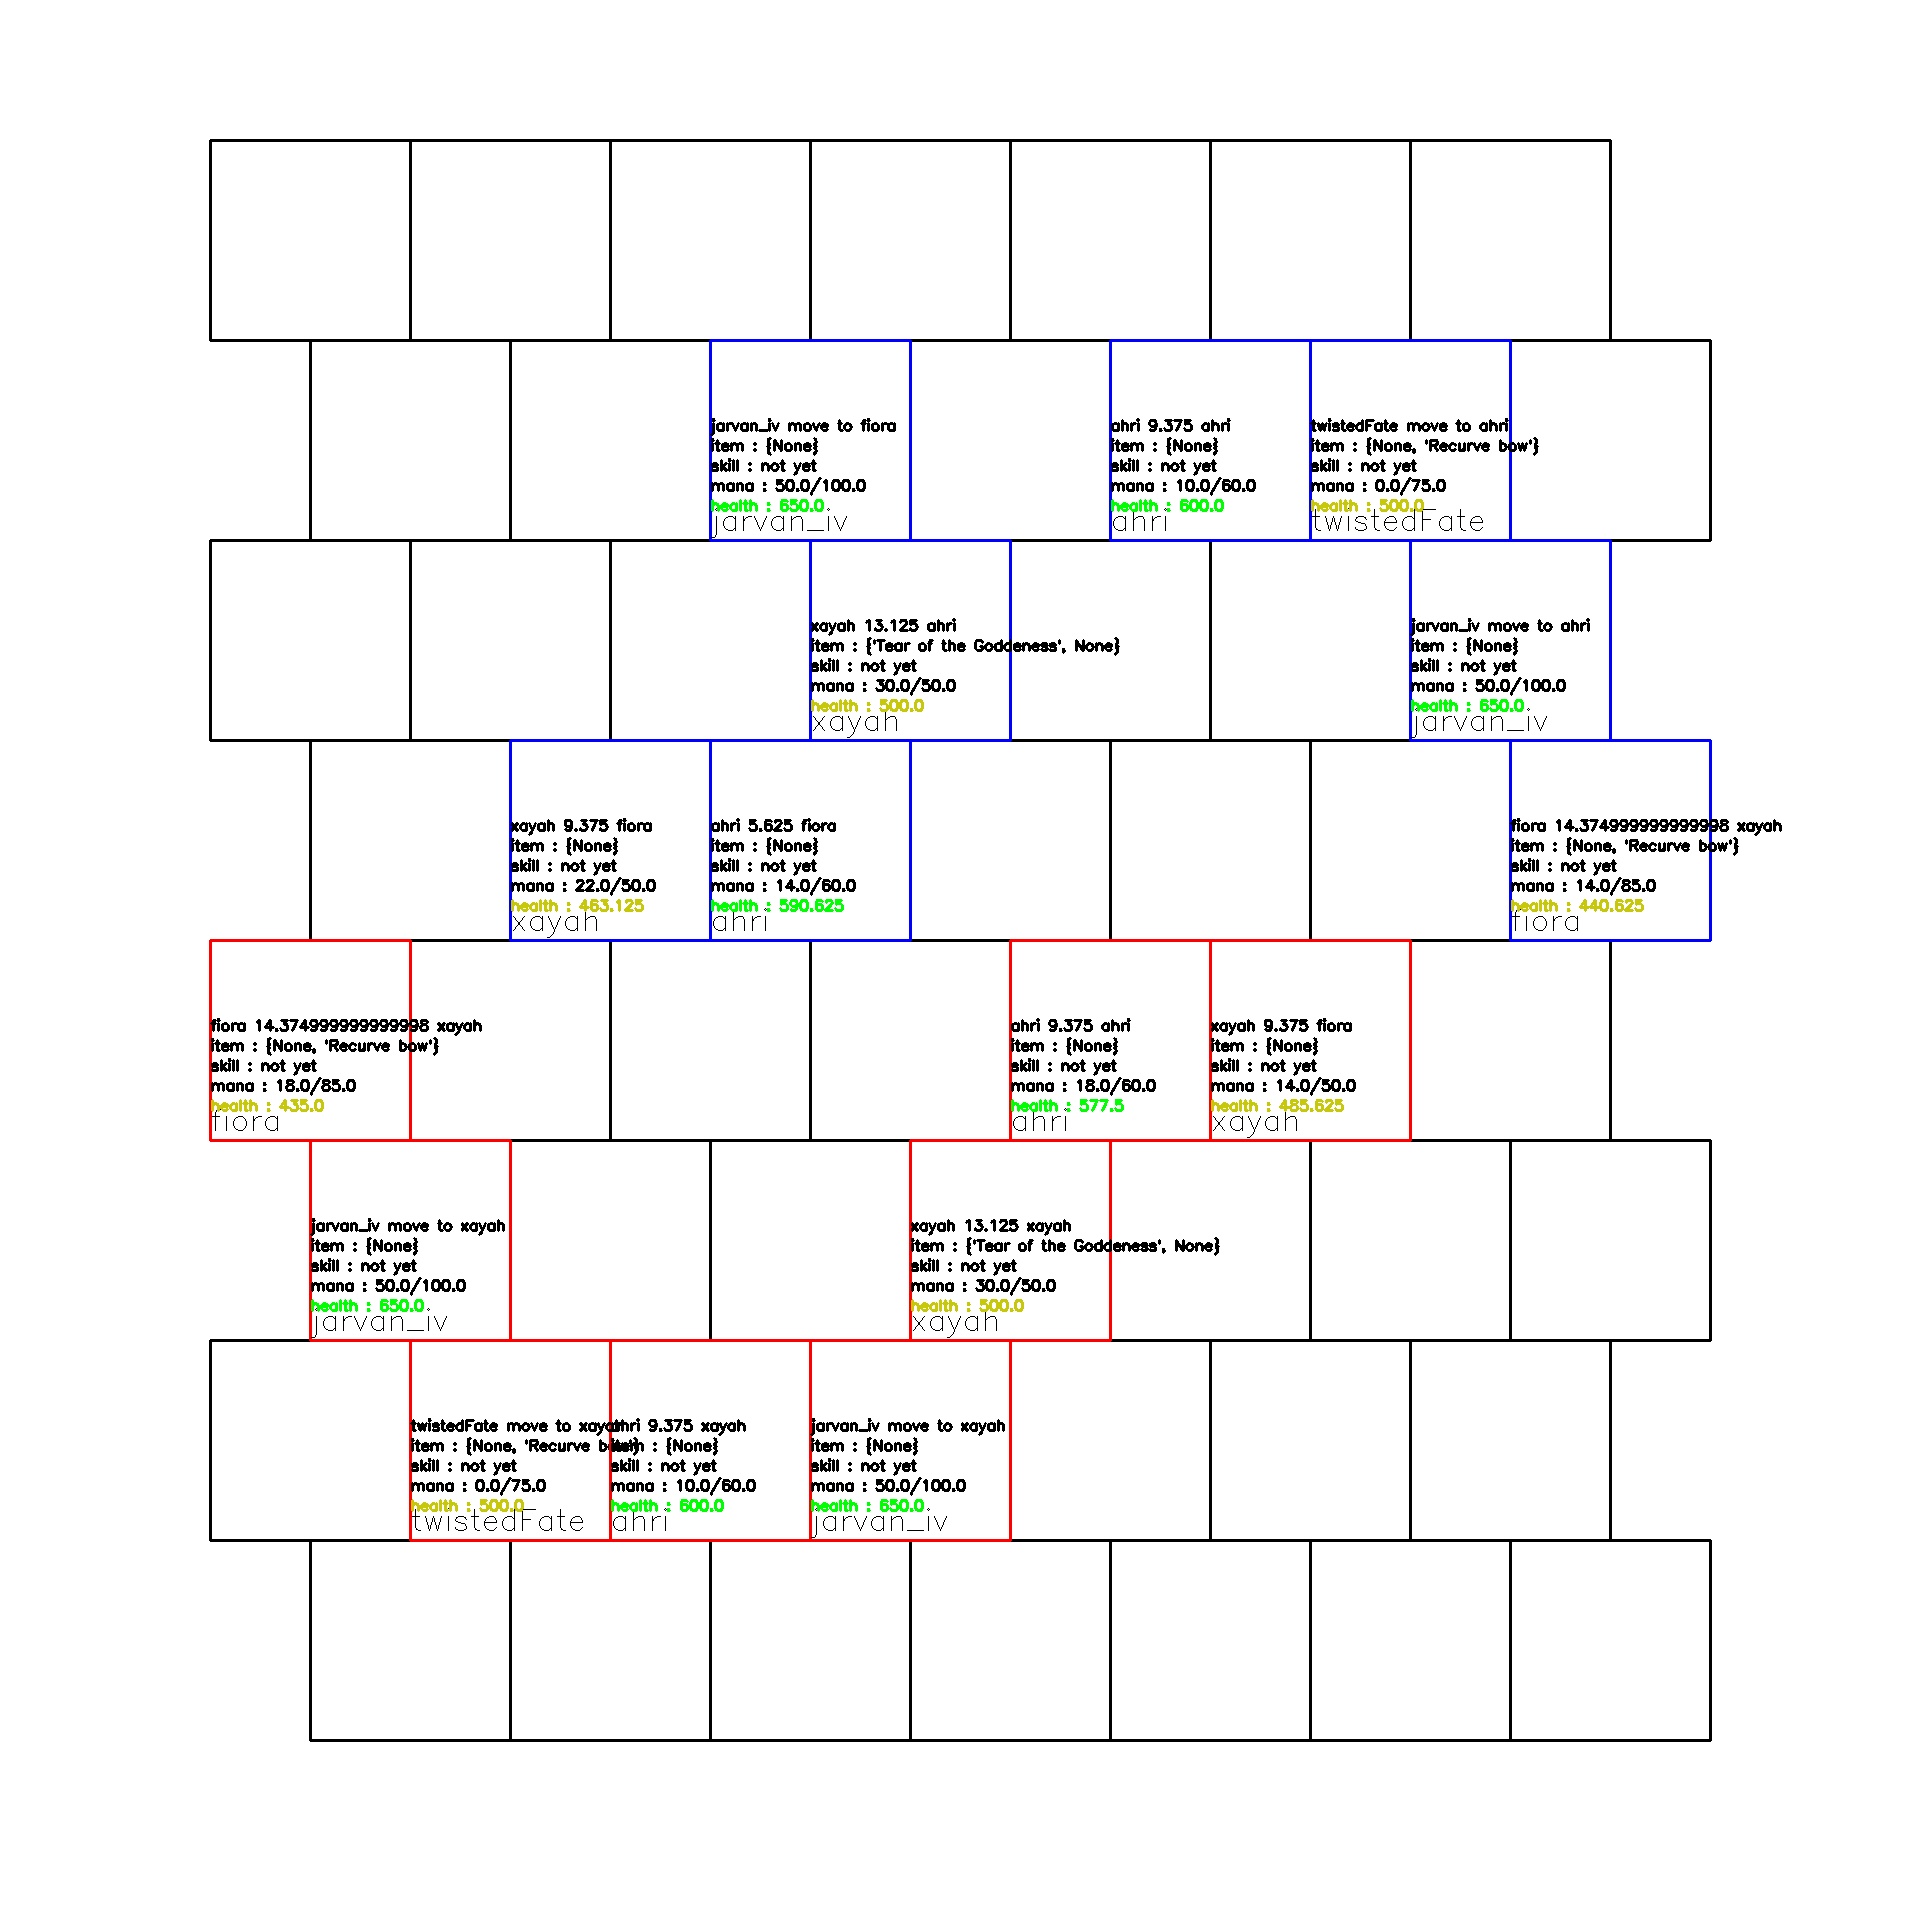 jarvan_iv move to fiora
item : {None}
skill : not yet
mana : 50.0/100.0
health : 650.0
jarvan_iv
ahri 9.375 ahri
item : {None}
skill : not yet
mana : 10.0/60.0
health : 600.0
ahri
twistedFate move to ahri
item : {None, 'Recurve bow'}
skill : not yet
mana : 0.0/75.0
health : 500.0
twistedFate
xayah 13.125 ahri
item : {'Tear of the Goddeness', None}
skill : not yet
mana : 30.0/50.0
health : 500.0
xayah
jarvan_iv move to ahri
item : {None}
skill : not yet
mana : 50.0/100.0
health : 650.0
jarvan_iv
xayah 9.375 fiora
item : {None}
skill : not yet
mana : 22.0/50.0
health : 463.125
xayah
ahri 5.625 fiora
item : {None}
skill : not yet
mana : 14.0/60.0
health : 590.625
ahri
fiora 14.374999999999998 xayah
item : {None, 'Recurve bow'}
skill : not yet
mana : 14.0/85.0
health : 440.625
fiora
fiora 14.374999999999998 xayah
item : {None, 'Recurve bow'}
skill : not yet
mana : 18.0/85.0
health : 435.0
fiora
ahri 9.375 ahri
item : {None}
skill : not yet
mana : 18.0/60.0
health : 577.5
ahri
xayah 9.375 fiora
item : {None}
skill : not yet
mana : 14.0/50.0
health : 485.625
xayah
jarvan_iv move to xayah
item : {None}
skill : not yet
mana : 50.0/100.0
health : 650.0
jarvan_iv
xayah 13.125 xayah
item : {'Tear of the Goddeness', None}
skill : not yet
mana : 30.0/50.0
health : 500.0
xayah
twistedFate move to xayah
item : {None, 'Recurve bow'}
skill : not yet
mana : 0.0/75.0
health : 500.0
twistedFate
ahri 9.375 xayah
item : {None}
skill : not yet
mana : 10.0/60.0
health : 600.0
ahri
jarvan_iv move to xayah
item : {None}
skill : not yet
mana : 50.0/100.0
health : 650.0
jarvan_iv